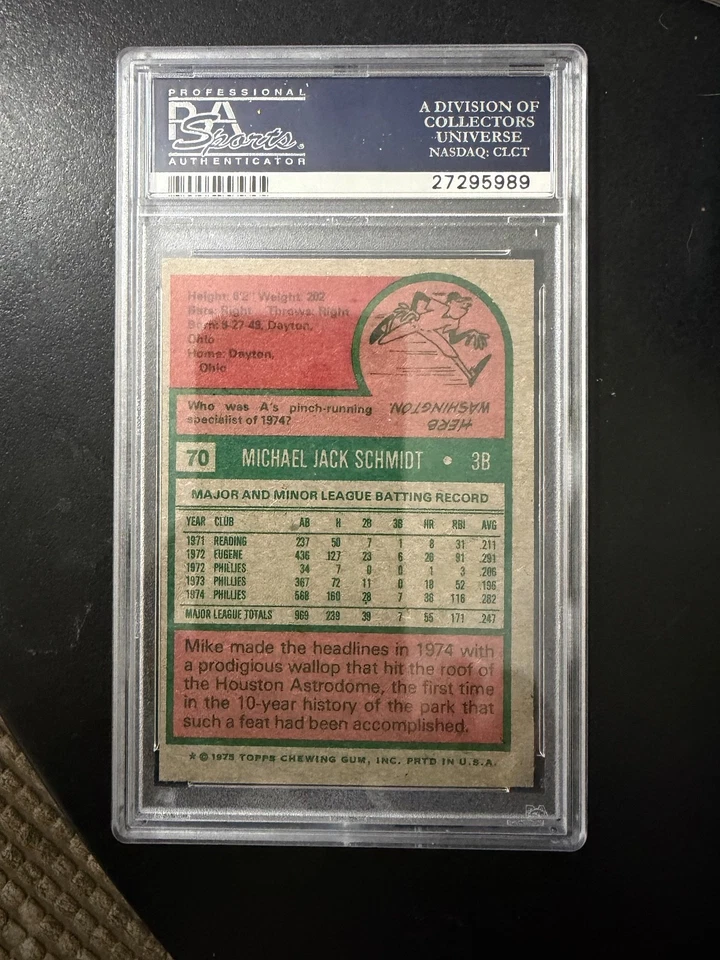 PROFESSIONAL
PSA
Sports
AUTHENTICATOR
A DIVISION OF
COLLECTORS
UNIVERSE
NASDAQ: CLCT
27295989
Height: 6'2" Weight: 202
Bats: Right Throws: Right
Born: 9-27-49, Dayton,
Ohio
Home: Dayton,
Ohio
Who was A's pinch-running
specialist of 1974?
HERB
WASHINGTON.
70 MICHAEL JACK SCHMIDT • 3B
MAJOR AND MINOR LEAGUE BATTING RECORD
YEAR CLUB AB H 2B 3B HR RBI AVG
1971 READING 237 50 7 1 8 31 .211
1972 EUGENE 436 127 23 6 26 91 .291
1972 PHILLIES 34 7 0 0 1 3 .206
1973 PHILLIES 367 72 11 0 18 52 .196
1974 PHILLIES 568 160 28 7 36 116 .282
MAJOR LEAGUE TOTALS 969 239 39 7 55 171 .247
Mike made the headlines in 1974 with
a prodigious wallop that hit the roof of
the Houston Astrodome, the first time
in the 10-year history of the park that
such a feat had been accomplished.
* © 1975 TOPPS CHEWING GUM, INC. PRTD IN U.S.A.
PSA